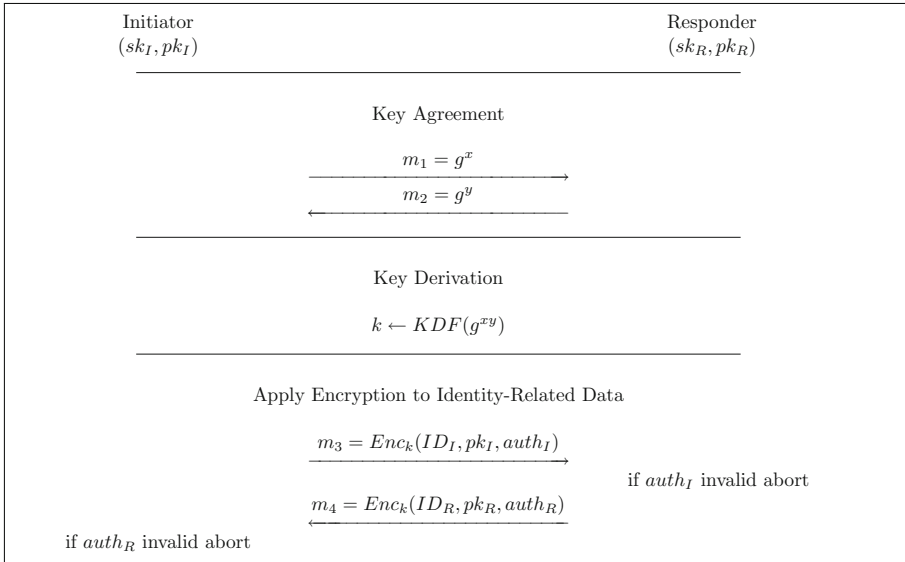 Initiator
(sk_I, pk_I)
Responder
(sk_R, pk_R)
Key Agreement
m_1 = g^x
m_2 = g^y
Key Derivation
k ← KDF(g^{xy})
Apply Encryption to Identity-Related Data
m_3 = Enc_k(ID_I, pk_I, auth_I)
if auth_I invalid abort
m_4 = Enc_k(ID_R, pk_R, auth_R)
if auth_R invalid abort